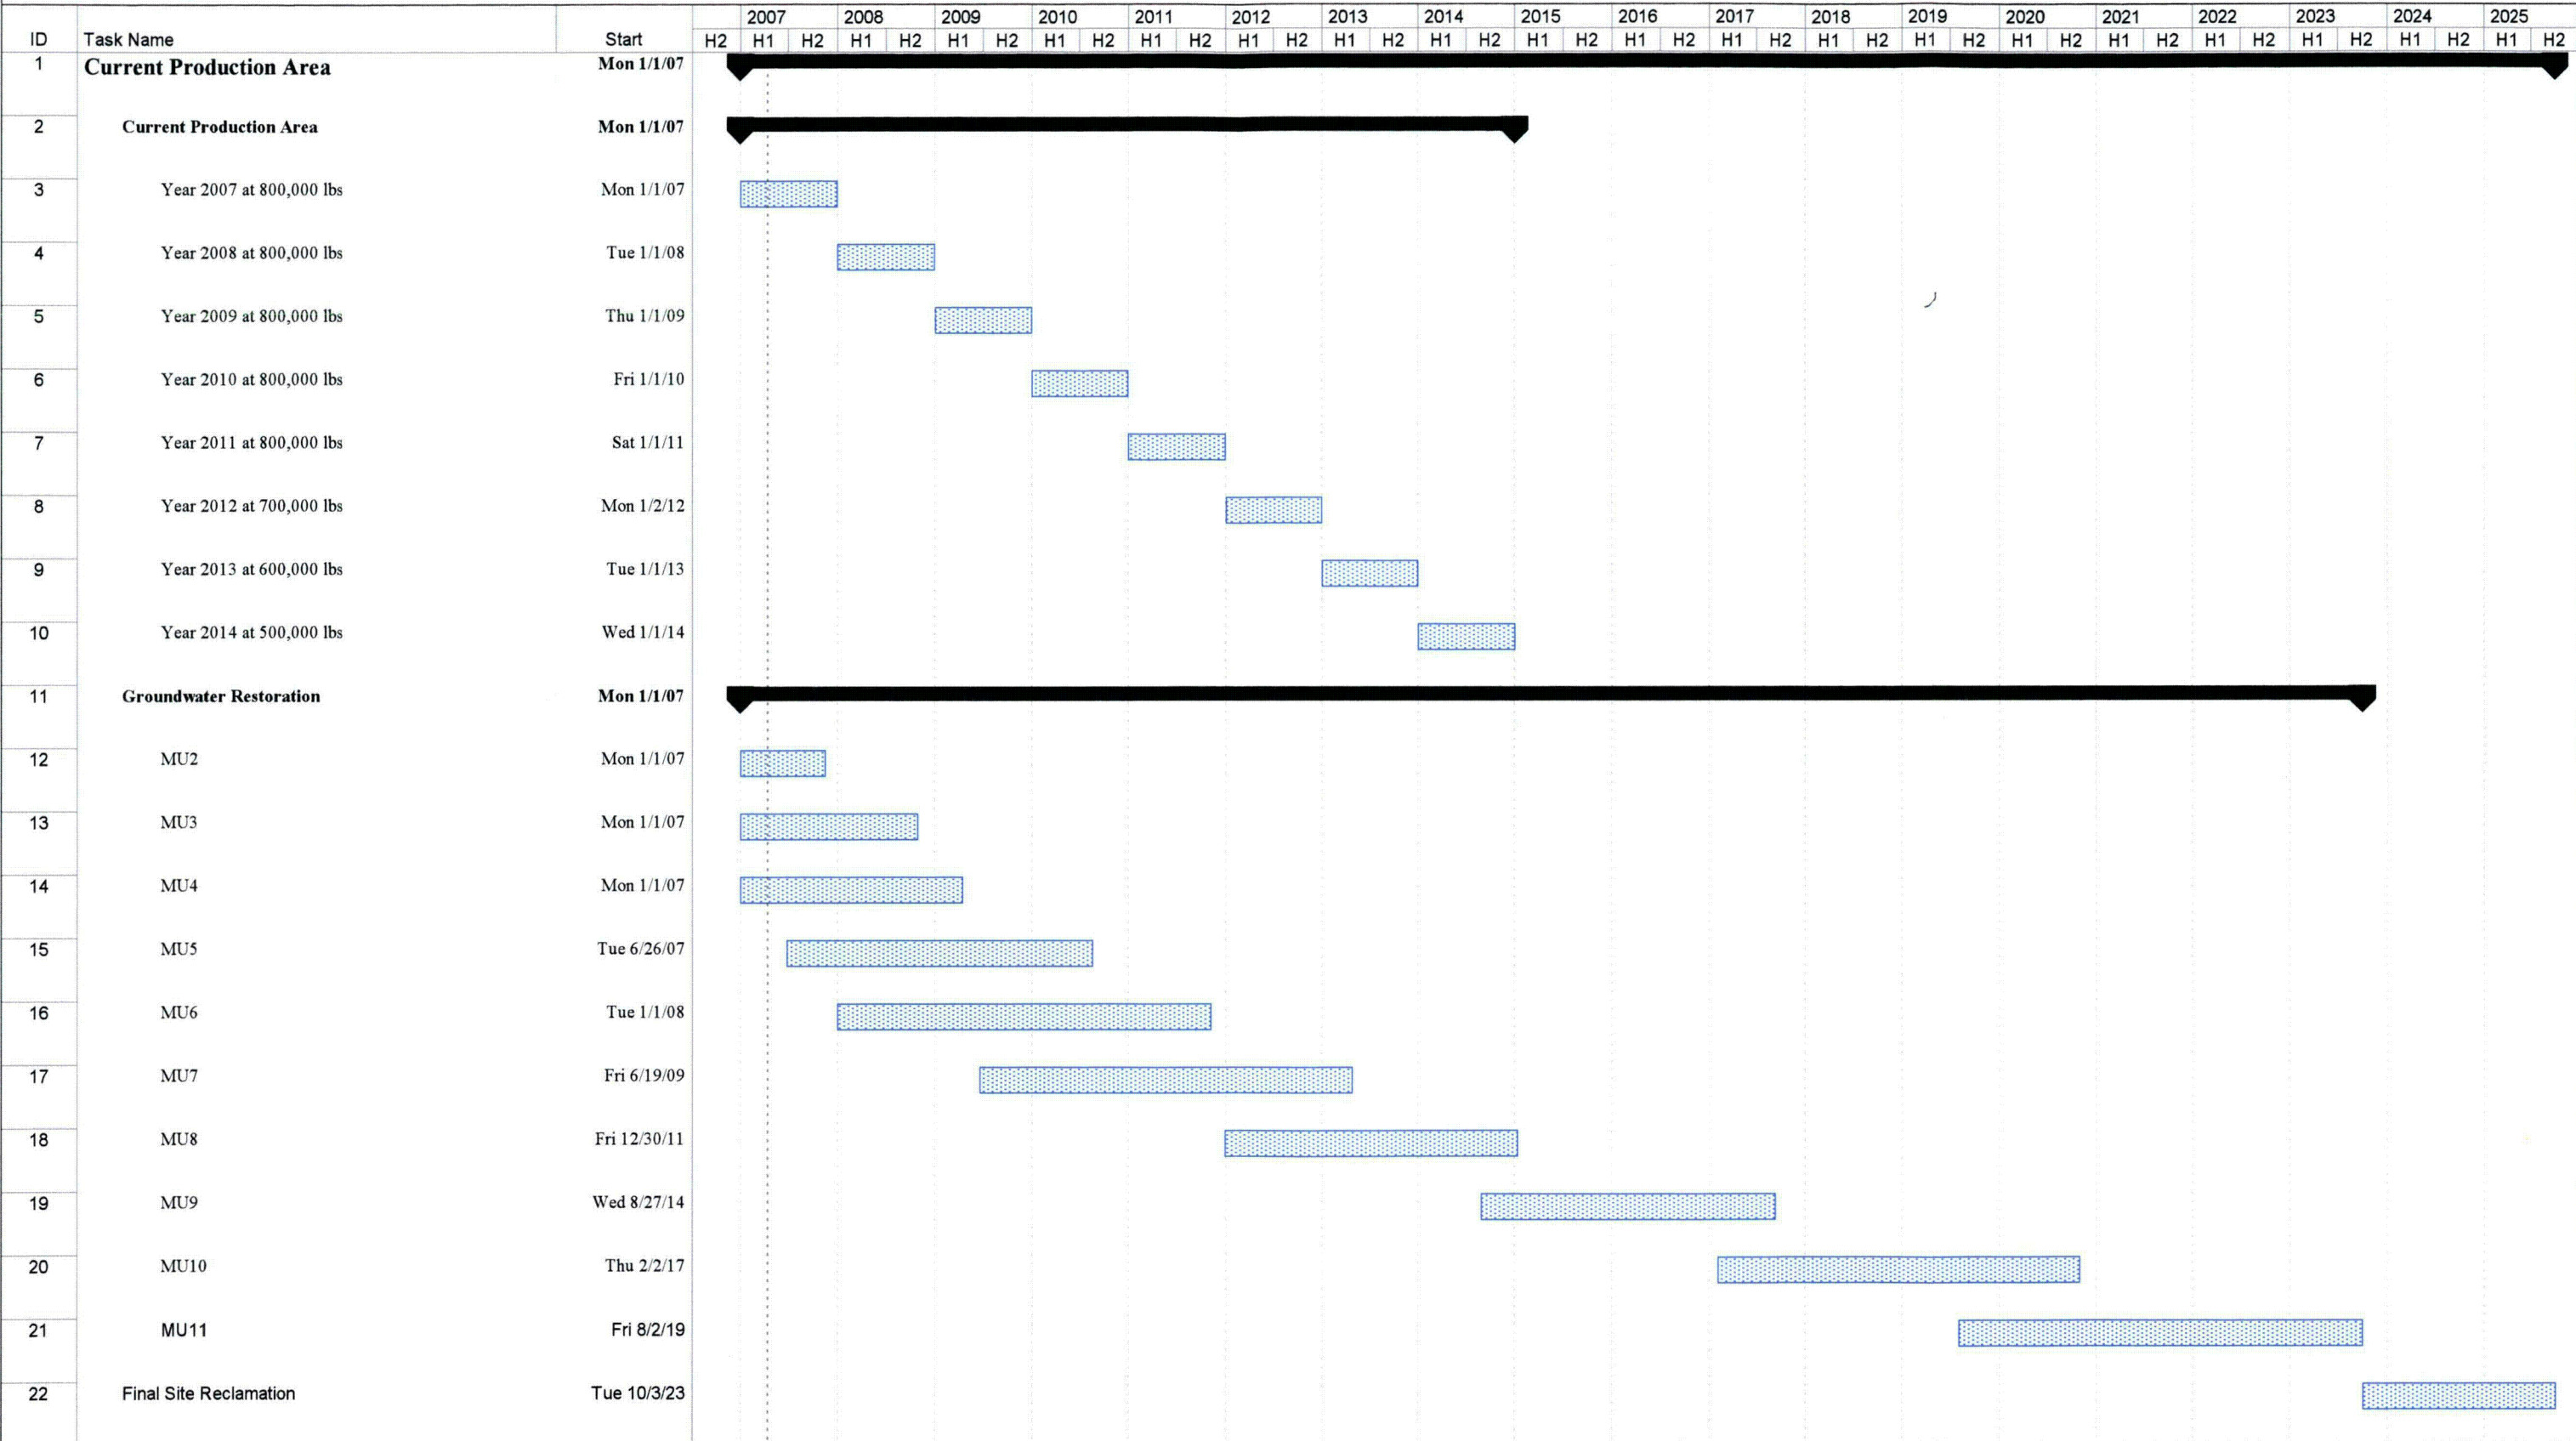 2007 2008 2009 2010 2011 2012 2013 2014 2015 2016 2017 2018 2019 2020 2021 2022 2023 2024 2025
ID Task Name Start H2 H1 H2 H1 H2 H1 H2 H1 H2 H1 H2 H1 H2 H1 H2 H1 H2 H1 H2 H1 H2 H1 H2 H1 H2 H1 H2 H1 H2 H1 H2 H1 H2 H1 H2 H1 H2
1 Current Production Area Mon 1/1/07
2 Current Production Area Mon 1/1/07
3 Year 2007 at 800,000 lbs Mon 1/1/07
4 Year 2008 at 800,000 lbs Tue 1/1/08
5 Year 2009 at 800,000 lbs Thu 1/1/09
6 Year 2010 at 800,000 lbs Fri 1/1/10
7 Year 2011 at 800,000 lbs Sat 1/1/11
8 Year 2012 at 700,000 lbs Mon 1/2/12
9 Year 2013 at 600,000 lbs Tue 1/1/13
10 Year 2014 at 500,000 lbs Wed 1/1/14
11 Groundwater Restoration Mon 1/1/07
12 MU2 Mon 1/1/07
13 MU3 Mon 1/1/07
14 MU4 Mon 1/1/07
15 MU5 Tue 6/26/07
16 MU6 Tue 1/1/08
17 MU7 Fri 6/19/09
18 MU8 Fri 12/30/11
19 MU9 Wed 8/27/14
20 MU10 Thu 2/2/17
21 MU11 Fri 8/2/19
22 Final Site Reclamation Tue 10/3/23